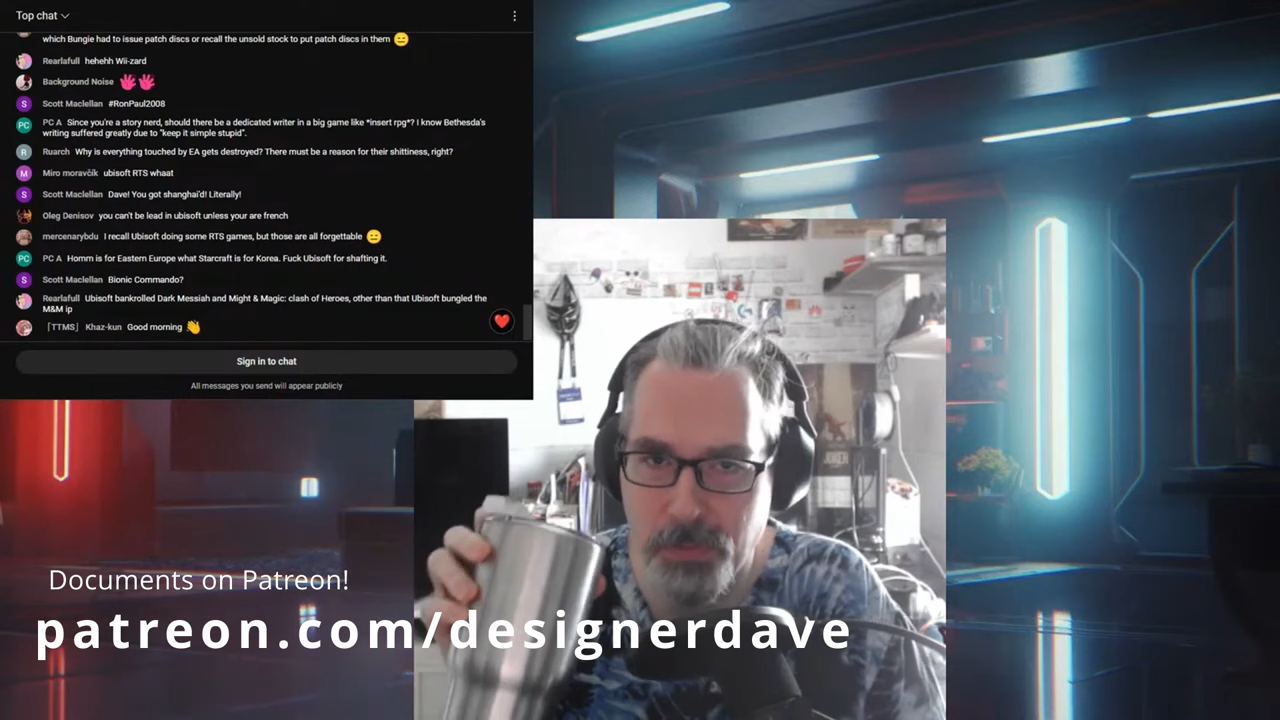 Top chat
which Bungie had to issue patch discs or recall the unsold stock to put patch discs in them 😑
Rearlafull hehehh Wii-zard
Background Noise
S Scott Maclellan #RonPaul2008
PC PC A Since you're a story nerd, should there be a dedicated writer in a big game like *insert rpg*? I know Bethesda's
writing suffered greatly due to "keep it simple stupid".
R Ruarch Why is everything touched by EA gets destroyed? There must be a reason for their shittiness, right?
M Miro moravčík ubisoft RTS whaat
S Scott Maclellan Dave! You got shanghai'd! Literally!
Oleg Denisov you can't be lead in ubisoft unless your are french
mercenarybdu I recall Ubisoft doing some RTS games, but those are all forgettable 😑
PC PC A Homm is for Eastern Europe what Starcraft is for Korea. Fuck Ubisoft for shafting it.
S Scott Maclellan Bionic Commando?
Rearlafull Ubisoft bankrolled Dark Messiah and Might & Magic: clash of Heroes, other than that Ubisoft bungled the
M&M ip
[TTMS] Khaz-kun Good morning 👋
Sign in to chat
All messages you send will appear publicly
JOKER
Documents on Patreon!
patreon.com/designerdave